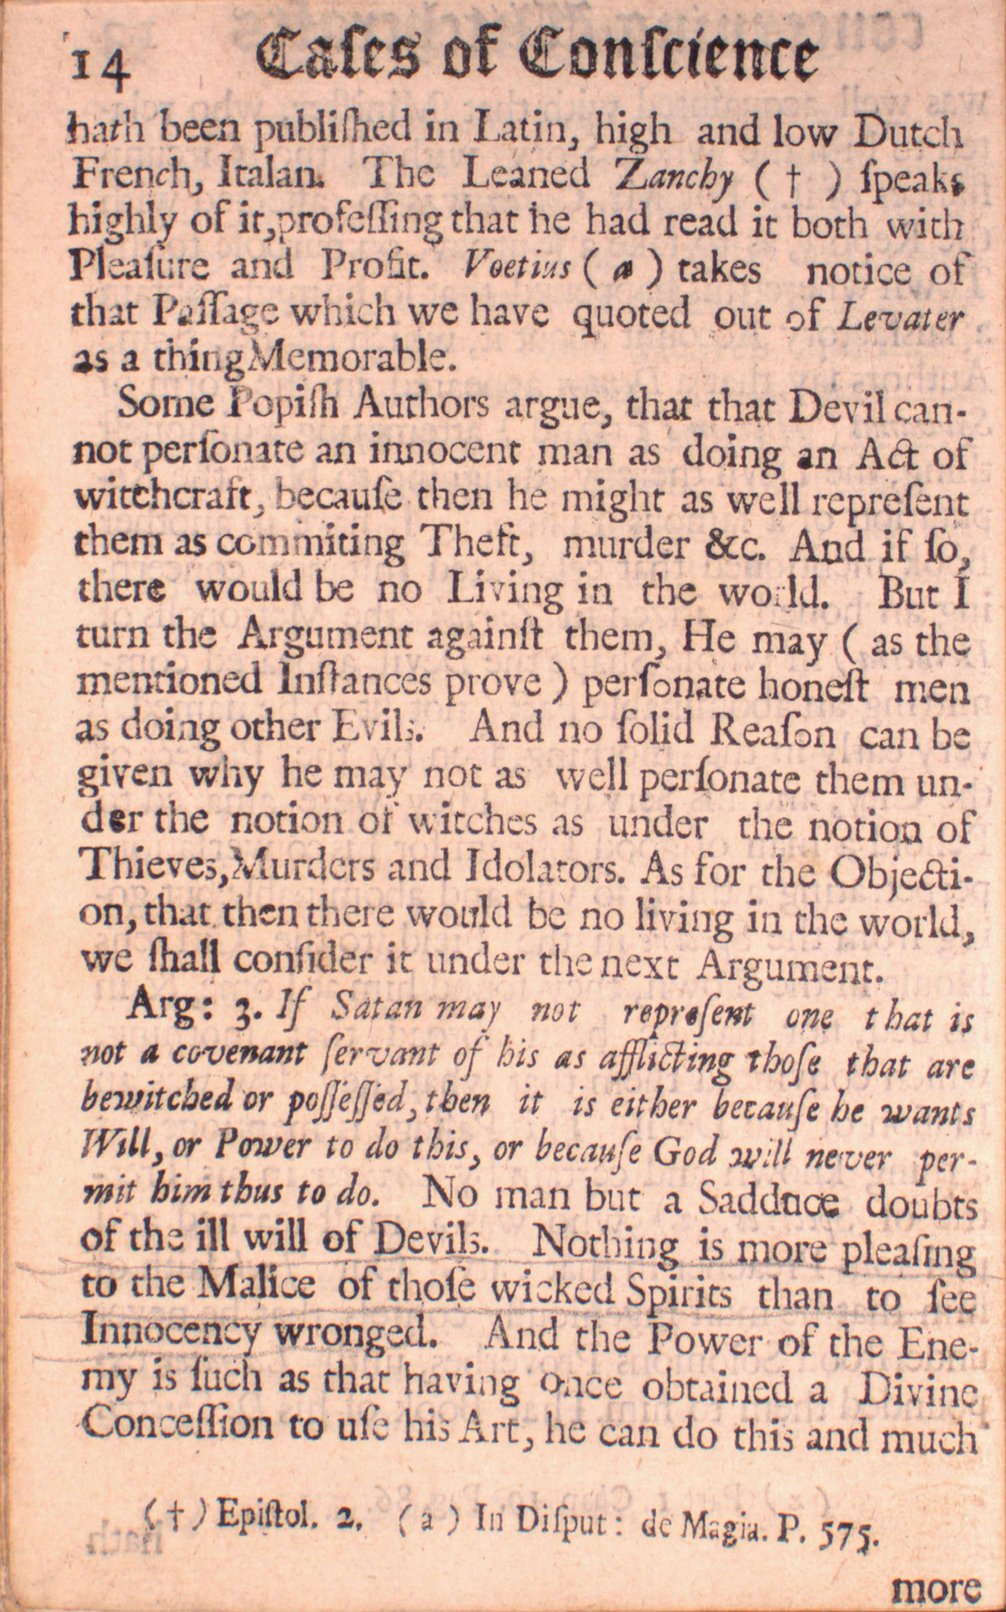 14 Caſes of Conſcience
hath been publiſhed in Latin, high and low Dutch
French, Italan. The Leaned Zanchy ( † ) ſpeaks
highly of it, profeſſing that he had read it both with
Pleaſure and Profit. Voetius ( a ) takes notice of
that Paſſage which we have quoted out of Levater
as a thing Memorable.
Some Popiſh Authors argue, that that Devil can-
not perſonate an innocent man as doing an Act of
witchcraft, becauſe then he might as well repreſent
them as commiting Theft, murder &c. And if ſo,
there would be no Living in the world. But I
turn the Argument againſt them, He may ( as the
mentioned Inſtances prove ) perſonate honeſt men
as doing other Evils. And no ſolid Reaſon can be
given why he may not as well perſonate them un-
der the notion of witches as under the notion of
Thieves, Murders and Idolators. As for the Objecti-
on, that then there would be no living in the world,
we ſhall conſider it under the next Argument.
Arg: 3. If Satan may not repreſent one that is
not a covenant ſervant of his as afflicting thoſe that are
bewitched or poſſeſſed, then it is either becauſe he wants
Will, or Power to do this, or becauſe God will never per-
mit him thus to do. No man but a Sadduce doubts
of the ill will of Devils. Nothing is more pleaſing
to the Malice of thoſe wicked Spirits than to ſee
Innocency wronged. And the Power of the Ene-
my is ſuch as that having once obtained a Divine
Conceſſion to uſe his Art, he can do this and much
( † ) Epiſtol. 2. ( a ) In Diſput: de Magia. P. 575.
more